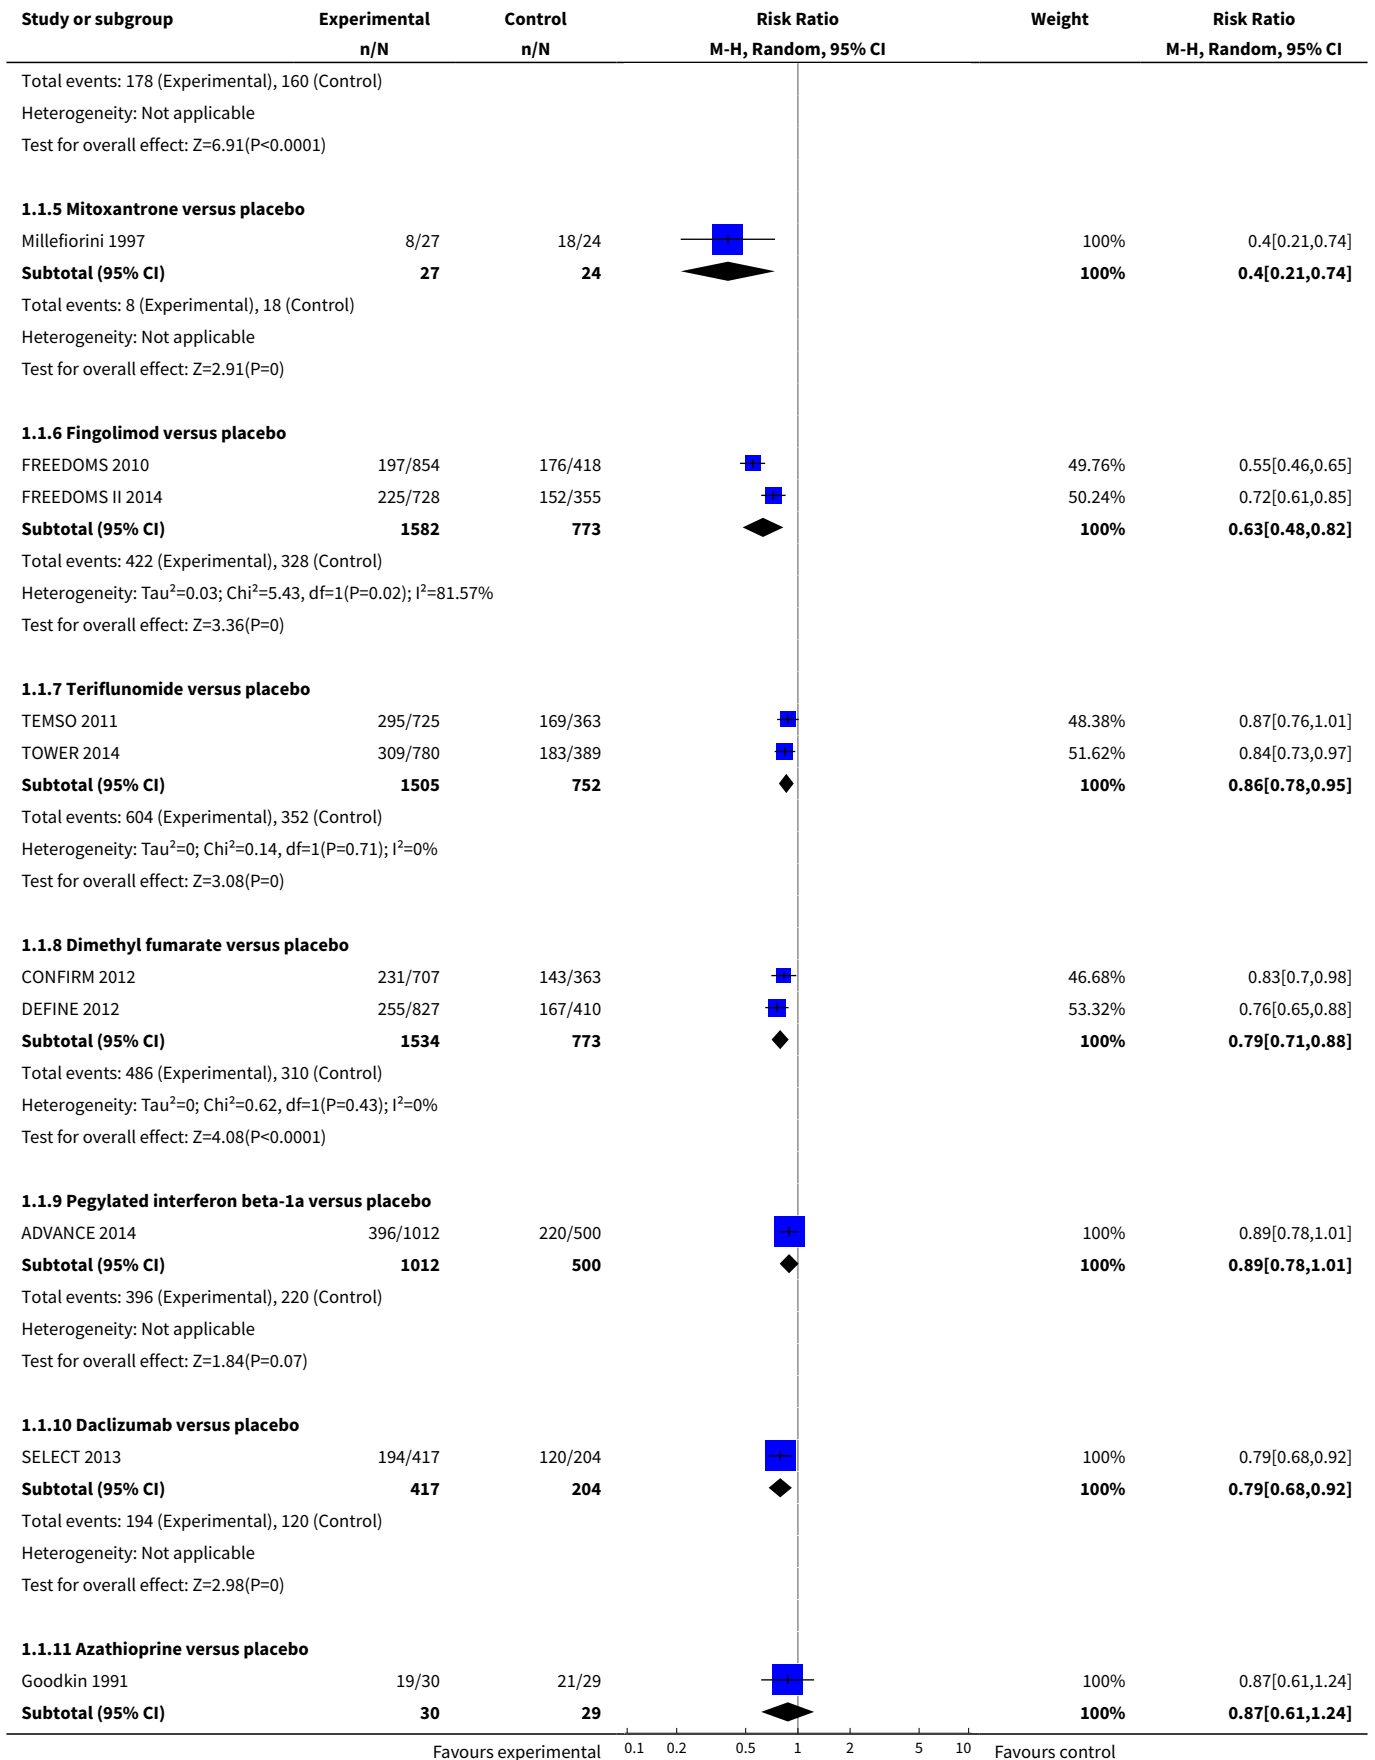 Study or subgroup Experimental Control Risk Ratio Weight Risk Ratio
n/N n/N M-H, Random, 95% CI M-H, Random, 95% CI
Total events: 178 (Experimental), 160 (Control)
Heterogeneity: Not applicable
Test for overall effect: Z=6.91(P<0.0001)
1.1.5 Mitoxantrone versus placebo
Millefiorini 1997 8/27 18/24 100% 0.4[0.21,0.74]
Subtotal (95% CI) 27 24 100% 0.4[0.21,0.74]
Total events: 8 (Experimental), 18 (Control)
Heterogeneity: Not applicable
Test for overall effect: Z=2.91(P=0)
1.1.6 Fingolimod versus placebo
FREEDOMS 2010 197/854 176/418 49.76% 0.55[0.46,0.65]
FREEDOMS II 2014 225/728 152/355 50.24% 0.72[0.61,0.85]
Subtotal (95% CI) 1582 773 100% 0.63[0.48,0.82]
Total events: 422 (Experimental), 328 (Control)
Heterogeneity: Tau²=0.03; Chi²=5.43, df=1(P=0.02); I²=81.57%
Test for overall effect: Z=3.36(P=0)
1.1.7 Teriflunomide versus placebo
TEMSO 2011 295/725 169/363 48.38% 0.87[0.76,1.01]
TOWER 2014 309/780 183/389 51.62% 0.84[0.73,0.97]
Subtotal (95% CI) 1505 752 100% 0.86[0.78,0.95]
Total events: 604 (Experimental), 352 (Control)
Heterogeneity: Tau²=0; Chi²=0.14, df=1(P=0.71); I²=0%
Test for overall effect: Z=3.08(P=0)
1.1.8 Dimethyl fumarate versus placebo
CONFIRM 2012 231/707 143/363 46.68% 0.83[0.7,0.98]
DEFINE 2012 255/827 167/410 53.32% 0.76[0.65,0.88]
Subtotal (95% CI) 1534 773 100% 0.79[0.71,0.88]
Total events: 486 (Experimental), 310 (Control)
Heterogeneity: Tau²=0; Chi²=0.62, df=1(P=0.43); I²=0%
Test for overall effect: Z=4.08(P<0.0001)
1.1.9 Pegylated interferon beta-1a versus placebo
ADVANCE 2014 396/1012 220/500 100% 0.89[0.78,1.01]
Subtotal (95% CI) 1012 500 100% 0.89[0.78,1.01]
Total events: 396 (Experimental), 220 (Control)
Heterogeneity: Not applicable
Test for overall effect: Z=1.84(P=0.07)
1.1.10 Daclizumab versus placebo
SELECT 2013 194/417 120/204 100% 0.79[0.68,0.92]
Subtotal (95% CI) 417 204 100% 0.79[0.68,0.92]
Total events: 194 (Experimental), 120 (Control)
Heterogeneity: Not applicable
Test for overall effect: Z=2.98(P=0)
1.1.11 Azathioprine versus placebo
Goodkin 1991 19/30 21/29 100% 0.87[0.61,1.24]
Subtotal (95% CI) 30 29 100% 0.87[0.61,1.24]
Favours experimental 0.1 0.2 0.5 1 2 5 10 Favours control